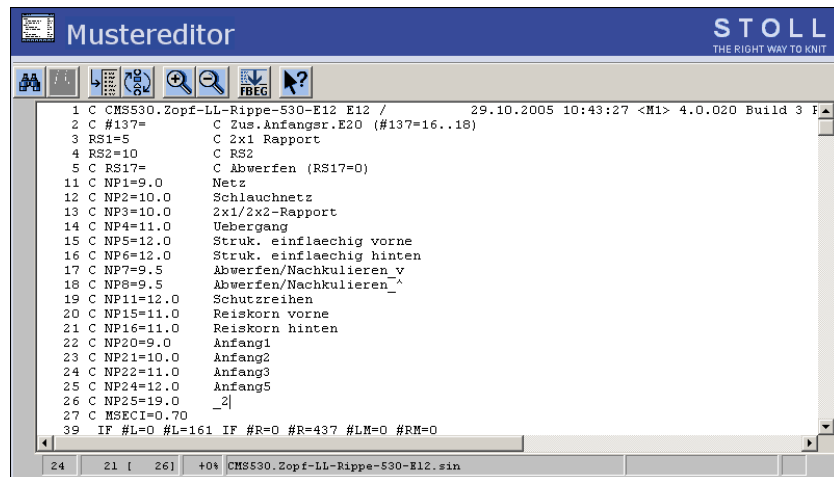 Mustereditor
STOLL
THE RIGHT WAY TO KNIT
FBEG
1 C CMS530.Zopf-LL-Rippe-530-E12 E12 / 29.10.2005 10:43:27 <M1> 4.0.020 Build 3
2 C #137= C Zus.Anfangsr.E20 (#137=16..18)
3 RS1=5 C 2x1 Rapport
4 RS2=10 C RS2
5 C RS17= C Abwerfen (RS17=0)
11 C NP1=9.0 Netz
12 C NP2=10.0 Schlauchnetz
13 C NP3=10.0 2x1/2x2-Rapport
14 C NP4=11.0 Uebergang
15 C NP5=12.0 Struk. einflaechig vorne
16 C NP6=12.0 Struk. einflaechig hinten
17 C NP7=9.5 Abwerfen/Nachkulieren_v
18 C NP8=9.5 Abwerfen/Nachkulieren_^
19 C NP11=12.0 Schutzreihen
20 C NP15=11.0 Reiskorn vorne
21 C NP16=11.0 Reiskorn hinten
22 C NP20=9.0 Anfang1
23 C NP21=10.0 Anfang2
24 C NP22=11.0 Anfang3
25 C NP24=12.0 Anfang5
26 C NP25=19.0 _2
27 C MSECI=0.70
39 IF #L=0 #L=161 IF #R=0 #R=437 #LM=0 #RM=0
24 21 [ 26] +0% CMS530.Zopf-LL-Rippe-530-E12.sin